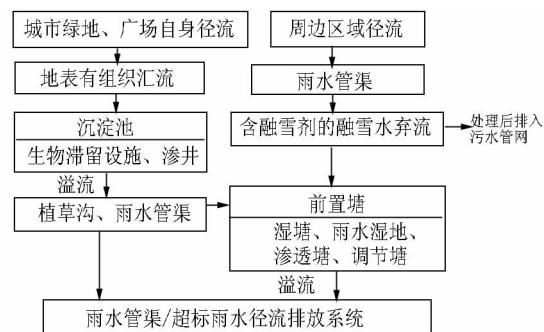 城市绿地、广场自身径流
周边区域径流
地表有组织汇流
雨水管渠
沉淀池
生物滞留设施、渗井
含融雪剂的融雪水弃流
处理后排入
污水管网
溢流
植草沟、雨水管渠
前置塘
湿塘、雨水湿地、
渗透塘、调节塘
溢流
雨水管渠/超标雨水径流排放系统